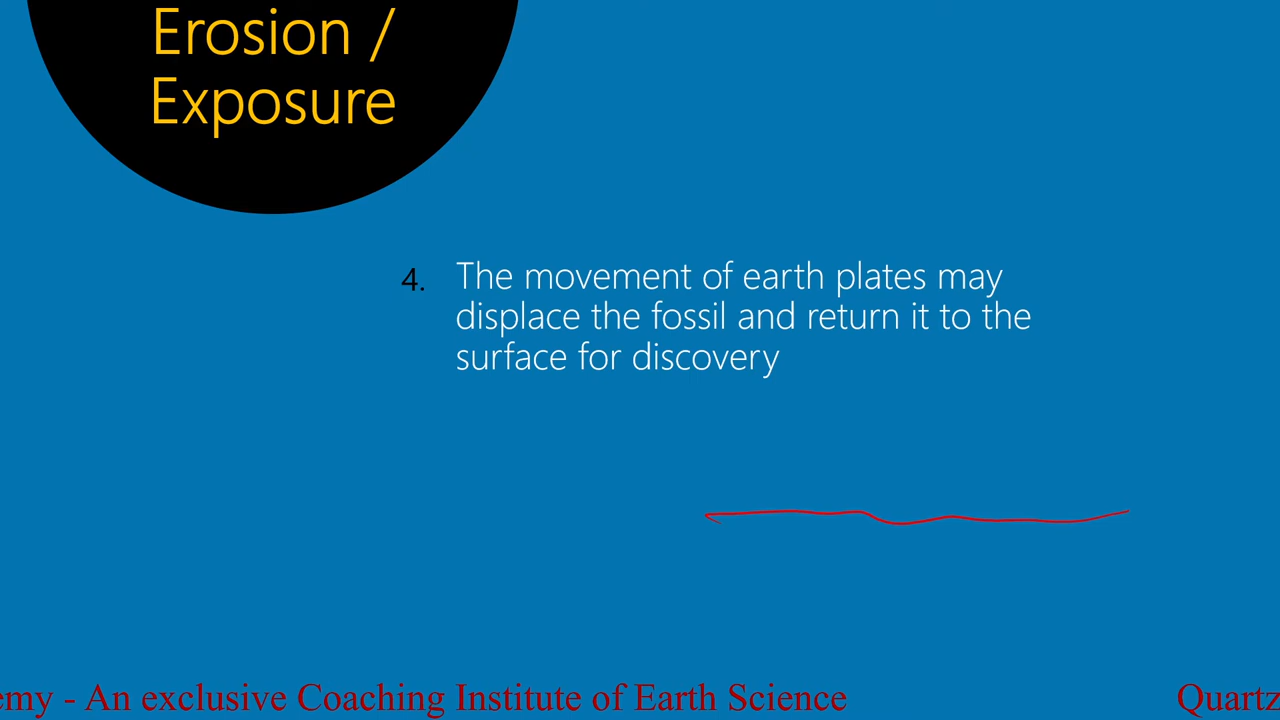 Erosion /
Exposure
4. The movement of earth plates may
displace the fossil and return it to the
surface for discovery
emy - An exclusive Coaching Institute of Earth Science Quartz